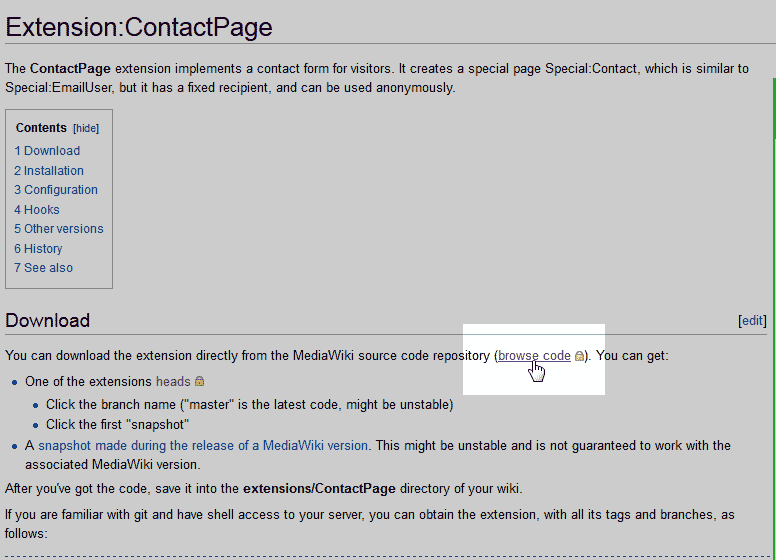 Extension:ContactPage
The ContactPage extension implements a contact form for visitors. It creates a special page Special:Contact, which is similar to
Special:EmailUser, but it has a fixed recipient, and can be used anonymously.
Contents [hide]
1 Download
2 Installation
3 Configuration
4 Hooks
5 Other versions
6 History
7 See also
Download [edit]
You can download the extension directly from the MediaWiki source code repository (browse code). You can get:
One of the extensions heads
Click the branch name ("master" is the latest code, might be unstable)
Click the first "snapshot"
A snapshot made during the release of a MediaWiki version. This might be unstable and is not guaranteed to work with the
associated MediaWiki version.
After you've got the code, save it into the extensions/ContactPage directory of your wiki.
If you are familiar with git and have shell access to your server, you can obtain the extension, with all its tags and branches, as
follows: